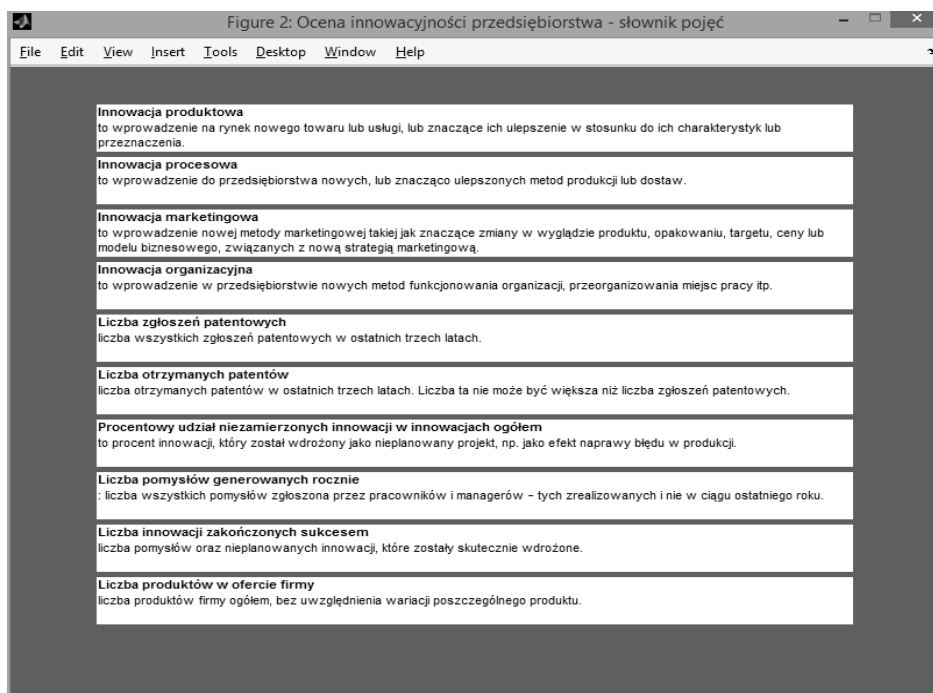 Figure 2: Ocena innowacyjności przedsiębiorstwa - słownik pojęć
File Edit View Insert Tools Desktop Window Help
Innowacja produktowa
to wprowadzenie na rynek nowego towaru lub usługi, lub znaczące ich ulepszenie w stosunku do ich charakterystyk lub
przeznaczenia.
Innowacja procesowa
to wprowadzenie do przedsiębiorstwa nowych, lub znacząco ulepszonych metod produkcji lub dostaw.
Innowacja marketingowa
to wprowadzenie nowej metody marketingowej takiej jak znaczące zmiany w wyglądzie produktu, opakowaniu, targetu, ceny lub
modelu biznesowego, związanych z nową strategią marketingową.
Innowacja organizacyjna
to wprowadzenie w przedsiębiorstwie nowych metod funkcjonowania organizacji, przeorganizowania miejsc pracy itp.
Liczba zgłoszeń patentowych
liczba wszystkich zgłoszeń patentowych w ostatnich trzech latach.
Liczba otrzymanych patentów
liczba otrzymanych patentów w ostatnich trzech latach. Liczba ta nie może być większa niż liczba zgłoszeń patentowych.
Procentowy udział niezamierzonych innowacji w innowacjach ogółem
to procent innowacji, który został wdrożony jako nieplanowany projekt, np. jako efekt naprawy błędu w produkcji.
Liczba pomysłów generowanych rocznie
: liczba wszystkich pomysłów zgłoszona przez pracowników i managerów – tych zrealizowanych i nie w ciągu ostatniego roku.
Liczba innowacji zakończonych sukcesem
liczba pomysłów oraz nieplanowanych innowacji, które zostały skutecznie wdrożone.
Liczba produktów w ofercie firmy
liczba produktów firmy ogółem, bez uwzględnienia wariacji poszczególnego produktu.